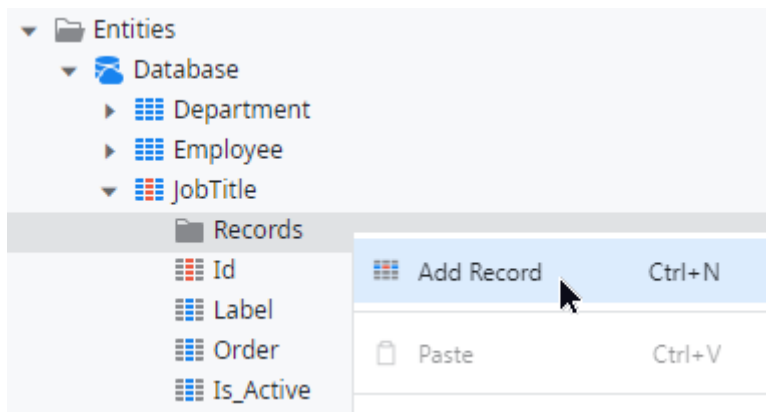 Entities
Database
Department
Employee
JobTitle
Records
Id
Add Record Ctrl+N
Label
Order
Paste Ctrl+V
Is_Active